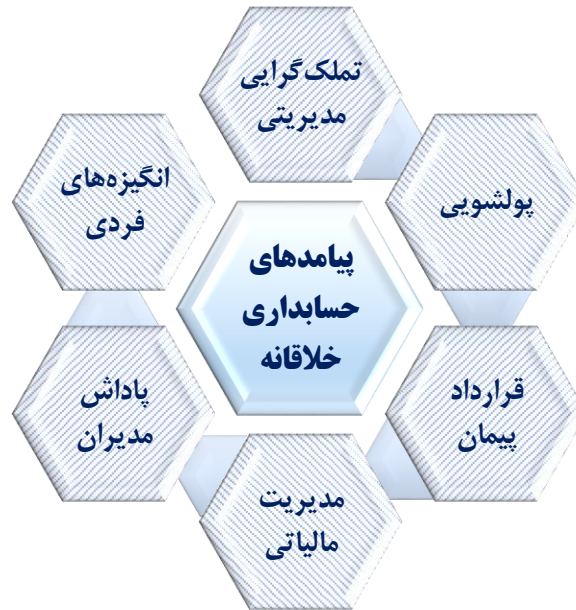 تملک‌گرایی
مدیریتی
پولشویی
قرارداد
پیمان
مدیریت
مالیاتی
پاداش
مدیران
انگیزه‌های
فردی
پیامدهای
حسابداری
خلاقانه